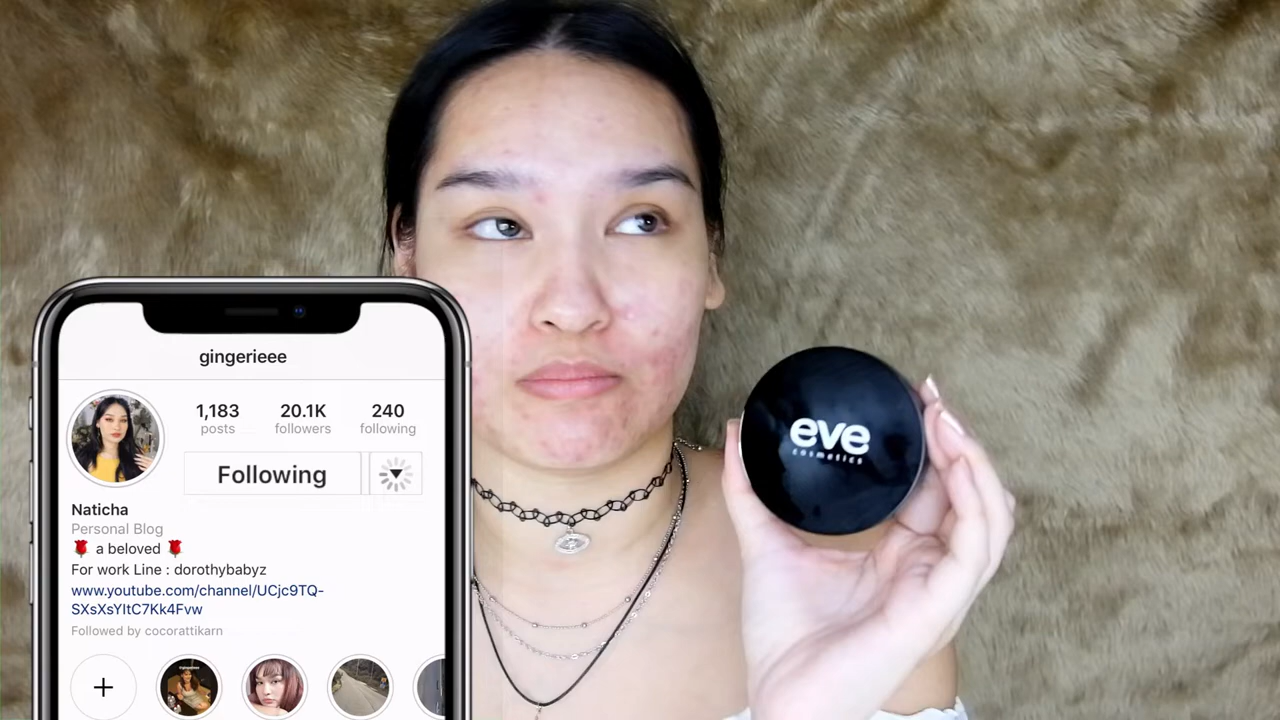 gingerieee
1,183 20.1K 240
posts followers following
Following
Naticha
Personal Blog
🌹 a beloved 🌹
For work Line : dorothybabyz
www.youtube.com/channel/UCjc9TQ-
SXsXsYltC7Kk4Fvw
Followed by cocorattikarn
eve
cosmetics